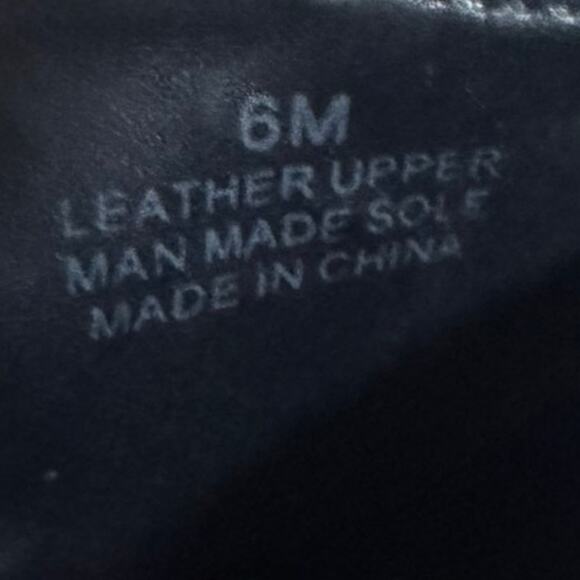 6M
LEATHER UPPER
MAN MADE SOLE
MADE IN CHINA